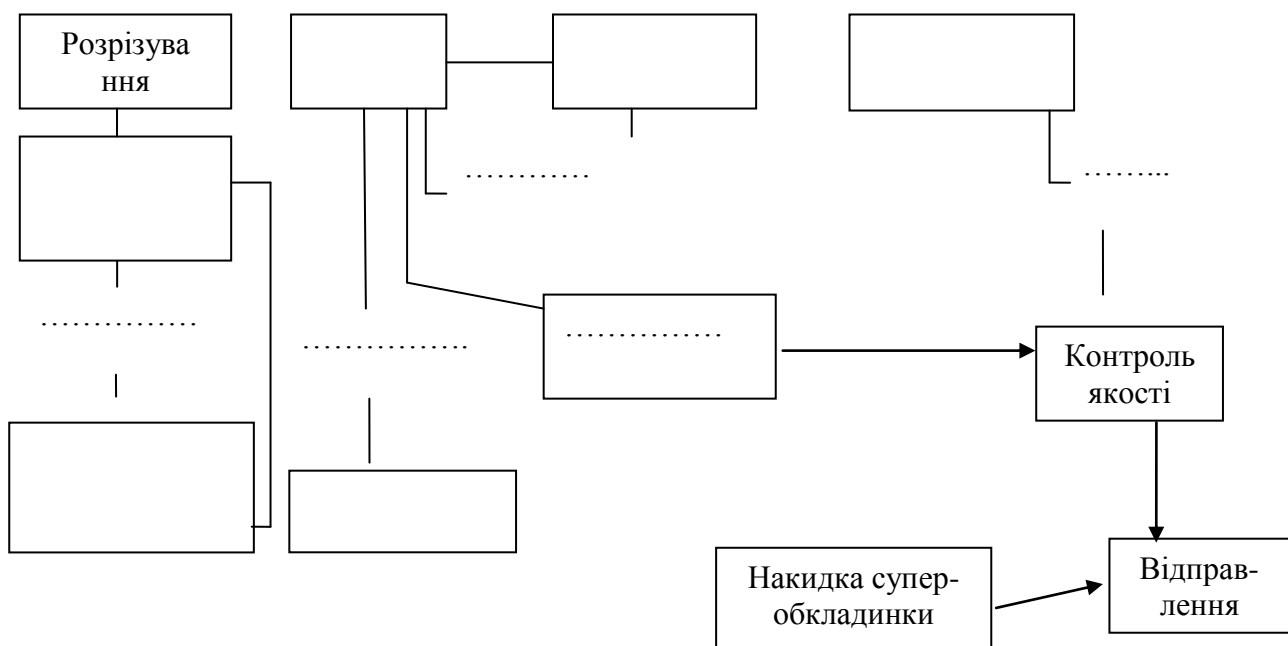 Розрізува
ння
…………
……...
……………
…………….
……………
Контроль
якості
Накидка супер-
обкладинки
Відправ-
лення